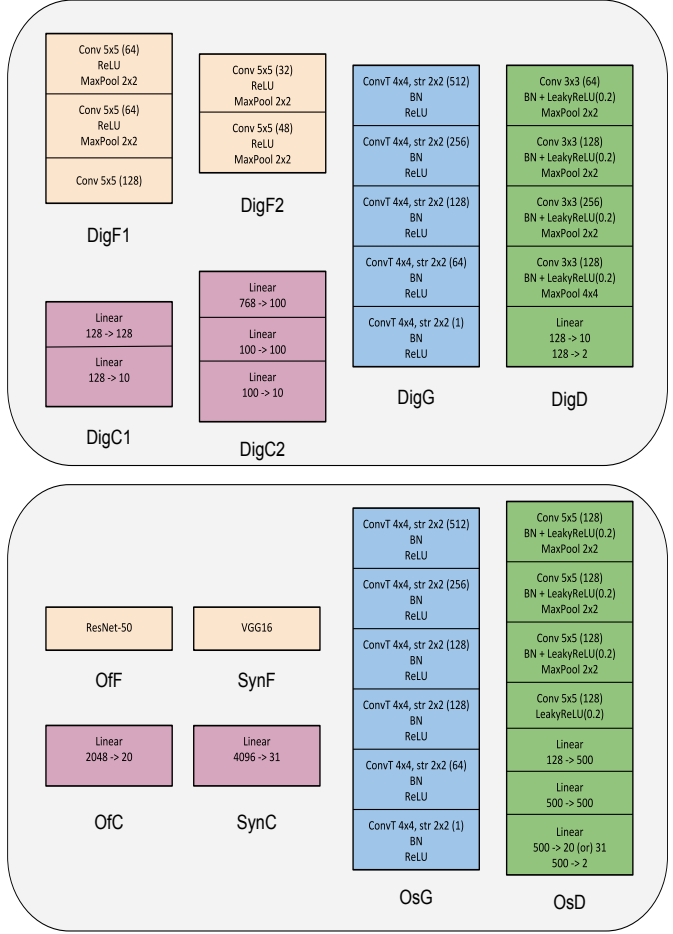 Conv 5x5 (64)
ReLU
MaxPool 2x2
Conv 5x5 (64)
ReLU
MaxPool 2x2
Conv 5x5 (128)
DigF1
Conv 5x5 (32)
ReLU
MaxPool 2x2
Conv 5x5 (48)
ReLU
MaxPool 2x2
DigF2
Linear
128 -> 128
Linear
128 -> 10
DigC1
Linear
768 -> 100
Linear
100 -> 100
Linear
100 -> 10
DigC2
ConvT 4x4, str 2x2 (512)
BN
ReLU
ConvT 4x4, str 2x2 (256)
BN
ReLU
ConvT 4x4, str 2x2 (128)
BN
ReLU
ConvT 4x4, str 2x2 (64)
BN
ReLU
ConvT 4x4, str 2x2 (1)
BN
ReLU
DigG
Conv 3x3 (64)
BN + LeakyReLU(0.2)
MaxPool 2x2
Conv 3x3 (128)
BN + LeakyReLU(0.2)
MaxPool 2x2
Conv 3x3 (256)
BN + LeakyReLU(0.2)
MaxPool 2x2
Conv 3x3 (128)
BN + LeakyReLU(0.2)
MaxPool 4x4
Linear
128 -> 10
128 -> 2
DigD
ResNet-50
OfF
VGG16
SynF
Linear
2048 -> 20
OfC
Linear
4096 -> 31
SynC
ConvT 4x4, str 2x2 (512)
BN
ReLU
ConvT 4x4, str 2x2 (256)
BN
ReLU
ConvT 4x4, str 2x2 (128)
BN
ReLU
ConvT 4x4, str 2x2 (128)
BN
ReLU
ConvT 4x4, str 2x2 (64)
BN
ReLU
ConvT 4x4, str 2x2 (1)
BN
ReLU
OsG
Conv 5x5 (128)
BN + LeakyReLU(0.2)
MaxPool 2x2
Conv 5x5 (128)
BN + LeakyReLU(0.2)
MaxPool 2x2
Conv 5x5 (128)
BN + LeakyReLU(0.2)
MaxPool 2x2
Conv 5x5 (128)
LeakyReLU(0.2)
Linear
128 -> 500
Linear
500 -> 500
Linear
500 -> 20 (or) 31
500 -> 2
OsD